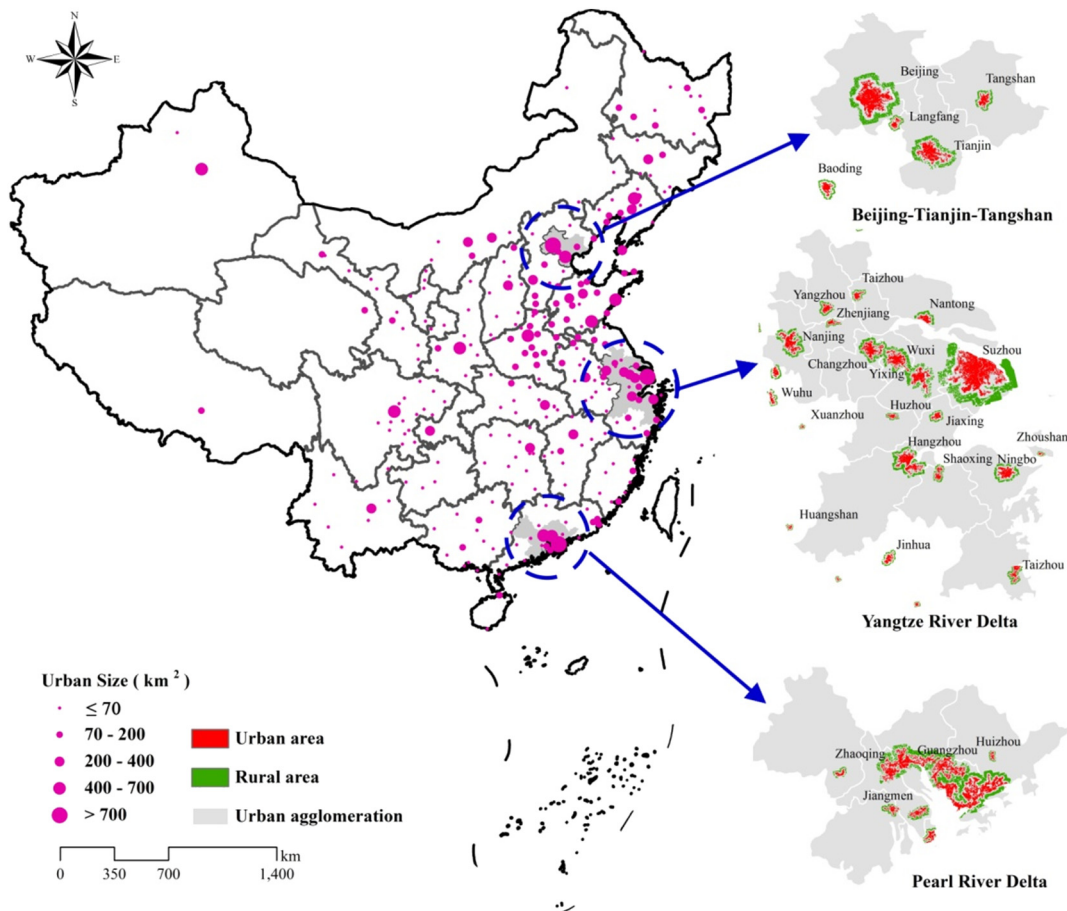 N
W
E
S
Beijing
Tangshan
Langfang
Tianjin
Baoding
Beijing-Tianjin-Tangshan
Taizhou
Yangzhou
Zhenjiang
Nantong
Nanjing
Wuxi
Suzhou
Changzhou
Yixing
Wuhu
Huzhou
Xuanzhou
Jiaxing
Zhoushan
Hangzhou
Shaoxing
Ningbo
Huangshan
Jinhua
Taizhou
Yangtze River Delta
Urban Size ( km ² )
≤ 70
70 - 200
200 - 400
400 - 700
> 700
Urban area
Rural area
Urban agglomeration
km
0 350 700 1,400
Zhaoqing
Guangzhou
Huizhou
Jiangmen
Pearl River Delta